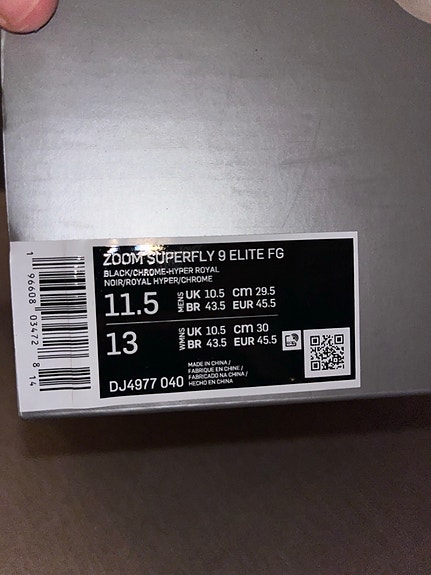 ZOOM SUPERFLY 9 ELITE FG
BLACK/CHROME-HYPER ROYAL
NOIR/ROYAL HYPER/CHROME
11.5 MENS UK 10.5 cm 29.5
BR 43.5 EUR 45.5
13 WMNS UK 10.5 cm 30
BR 43.5 EUR 45.5
DJ4977 040
MADE IN CHINA /
FABRIQUE EN CHINE /
FABRICADO NA CHINA /
HECHO EN CHINA
1 96608 03472 8 14